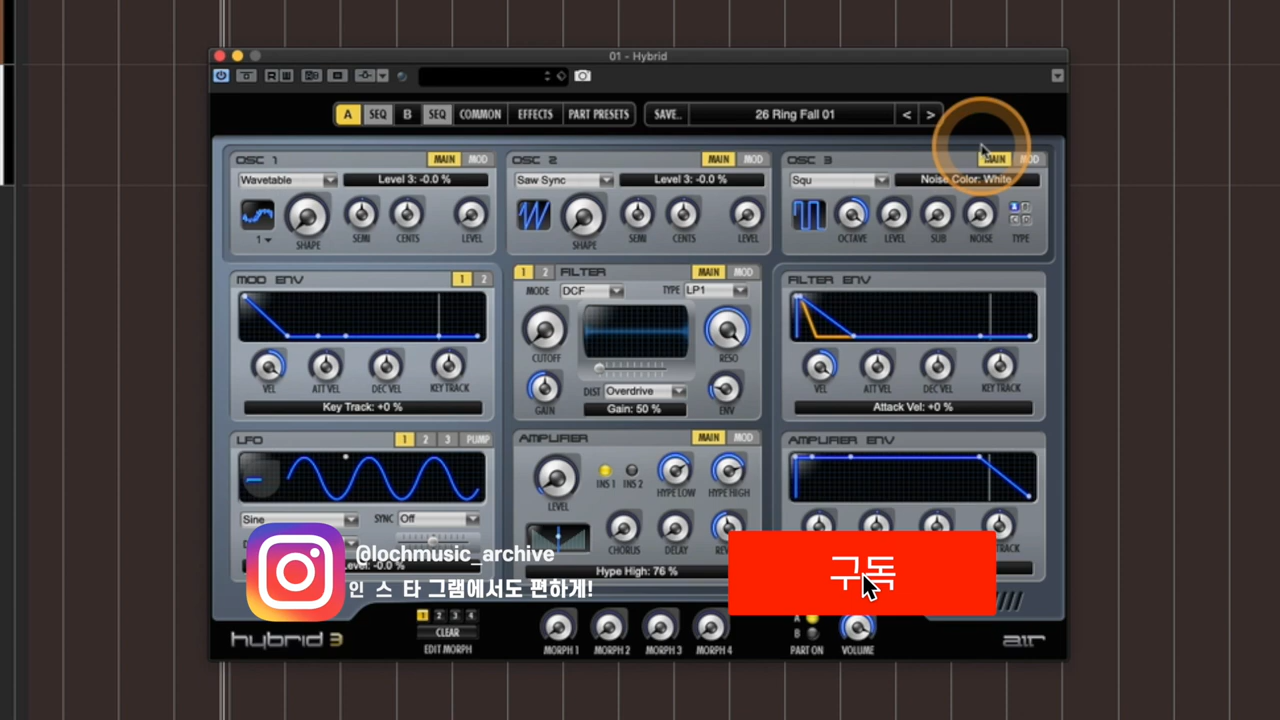 01 - Hybrid
A SEQ B SEQ COMMON EFFECTS PART PRESETS SAVE.. 26 Ring Fall 01 < >
OSC 1 MAIN MOD
Wavetable Level 3: -0.0 %
1
SHAPE SEMI CENTS LEVEL
OSC 2 MAIN MOD
Saw Sync Level 3: -0.0 %
SHAPE SEMI CENTS LEVEL
OSC 3 MAIN MOD
Squ Noise Color: White
OCTAVE LEVEL SUB NOISE TYPE
MOD ENV 1 2
VEL ATT VEL DEC VEL KEY TRACK
Key Track: +0 %
1 2 FILTER MAIN MOD
MODE DCF TYPE LP1
CUTOFF RESO
DIST Overdrive
GAIN Gain: 50 % ENV
FILTER ENV
VEL ATT VEL DEC VEL KEY TRACK
Attack Vel: +0 %
LFO 1 2 3 PUMP
Sine SYNC Off
Level: -0.0 %
AMPLIFIER MAIN MOD
LEVEL INS 1 INS 2 HYPE LOW HYPE HIGH
CHORUS DELAY
Hype High: 76 %
AMPLIFIER ENV
@lochmusic_archive
인 스 타 그램에서도 편하게!
구독
hybrid 3
1 2 3 4
CLEAR
EDIT MORPH
MORPH 1 MORPH 2 MORPH 3 MORPH 4
A
B
PART ON VOLUME
air